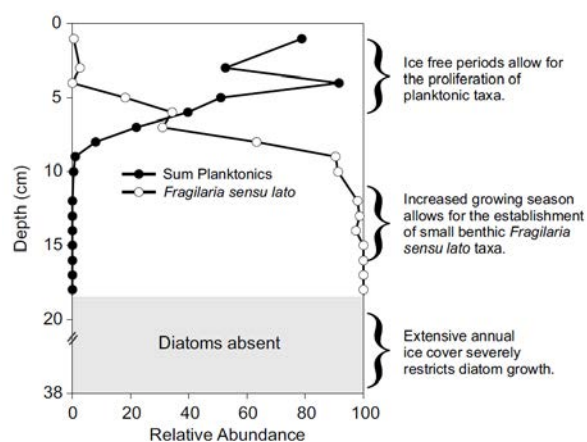 0
5
10
15
20
38
Depth (cm)
0
20
40
60
80
100
Relative Abundance
Sum Planktonics
Fragilaria sensu lato
Diatoms absent
Ice free periods allow for
the proliferation of
planktonic taxa.
Increased growing season
allows for the establishment
of small benthic Fragilaria
sensu lato taxa.
Extensive annual
ice cover severely
restricts diatom growth.